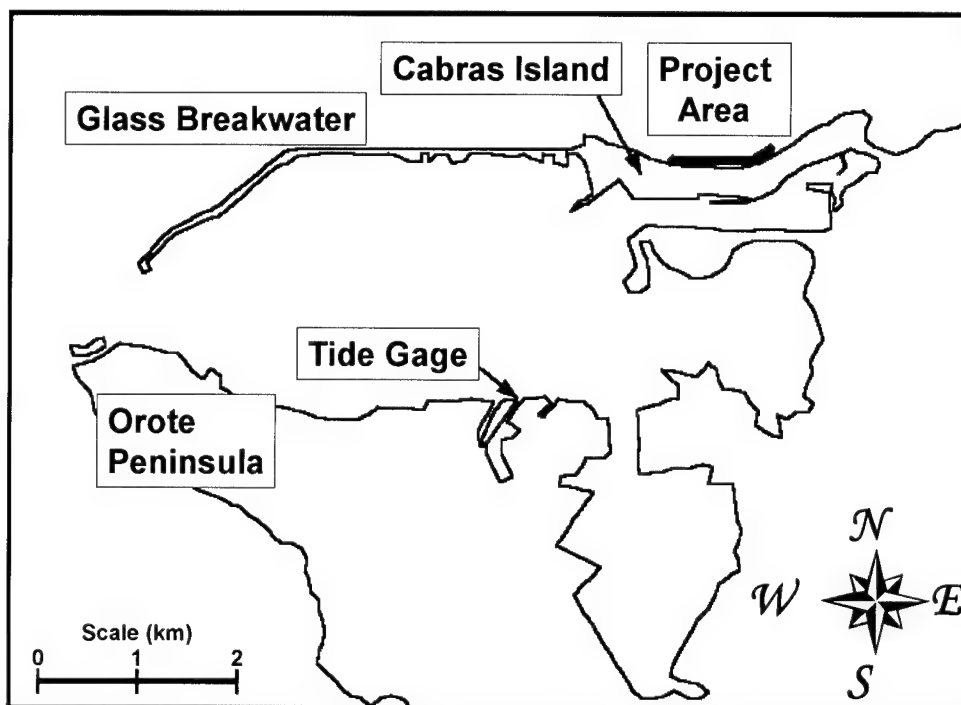 Cabras Island
Project
Area
Glass Breakwater
Tide Gage
Orote
Peninsula
N
W
E
S
Scale (km)
0 1 2